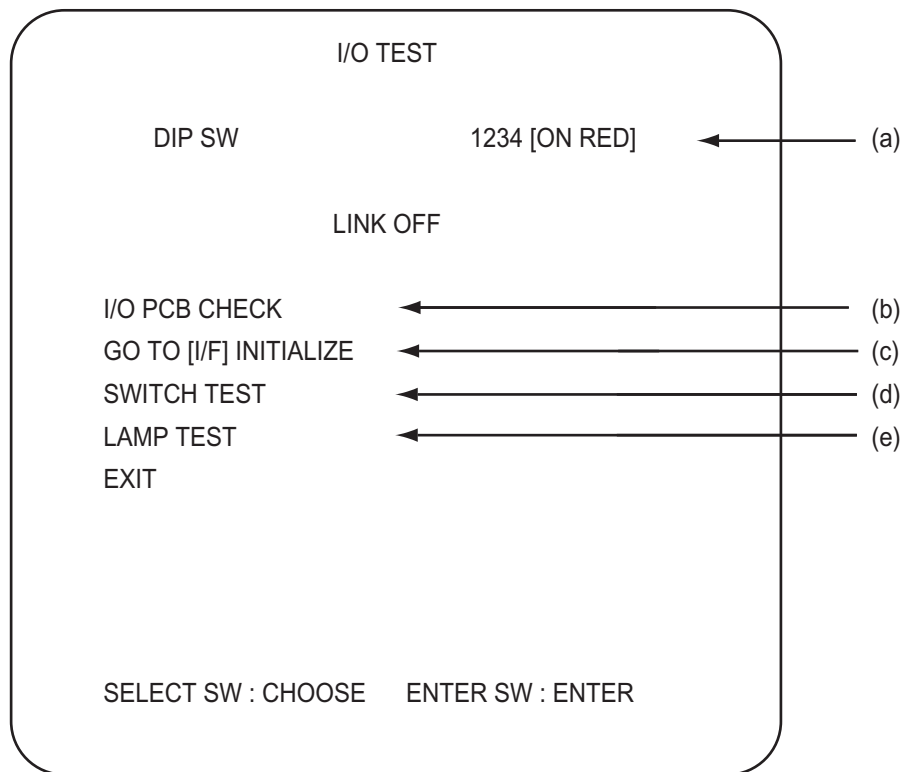 I/O TEST
DIP SW 1234 [ON RED] (a)
LINK OFF
I/O PCB CHECK (b)
GO TO [I/F] INITIALIZE (c)
SWITCH TEST (d)
LAMP TEST (e)
EXIT
SELECT SW : CHOOSE ENTER SW : ENTER